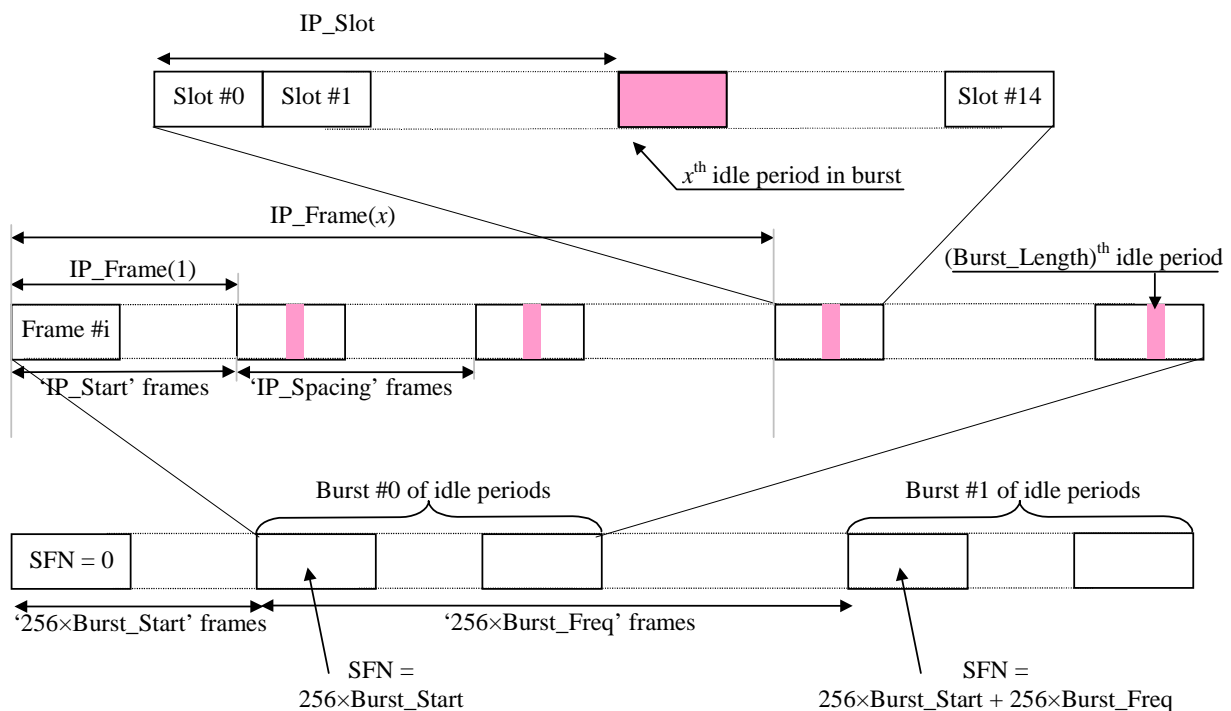 IP_Slot
Slot #0 Slot #1 Slot #14
xth idle period in burst
IP_Frame(x)
IP_Frame(1)
(Burst_Length)th idle period
Frame #i
‘IP_Start’ frames ‘IP_Spacing’ frames
Burst #0 of idle periods Burst #1 of idle periods
SFN = 0
‘256×Burst_Start’ frames ‘256×Burst_Freq’ frames
SFN =
256×Burst_Start
SFN =
256×Burst_Start + 256×Burst_Freq